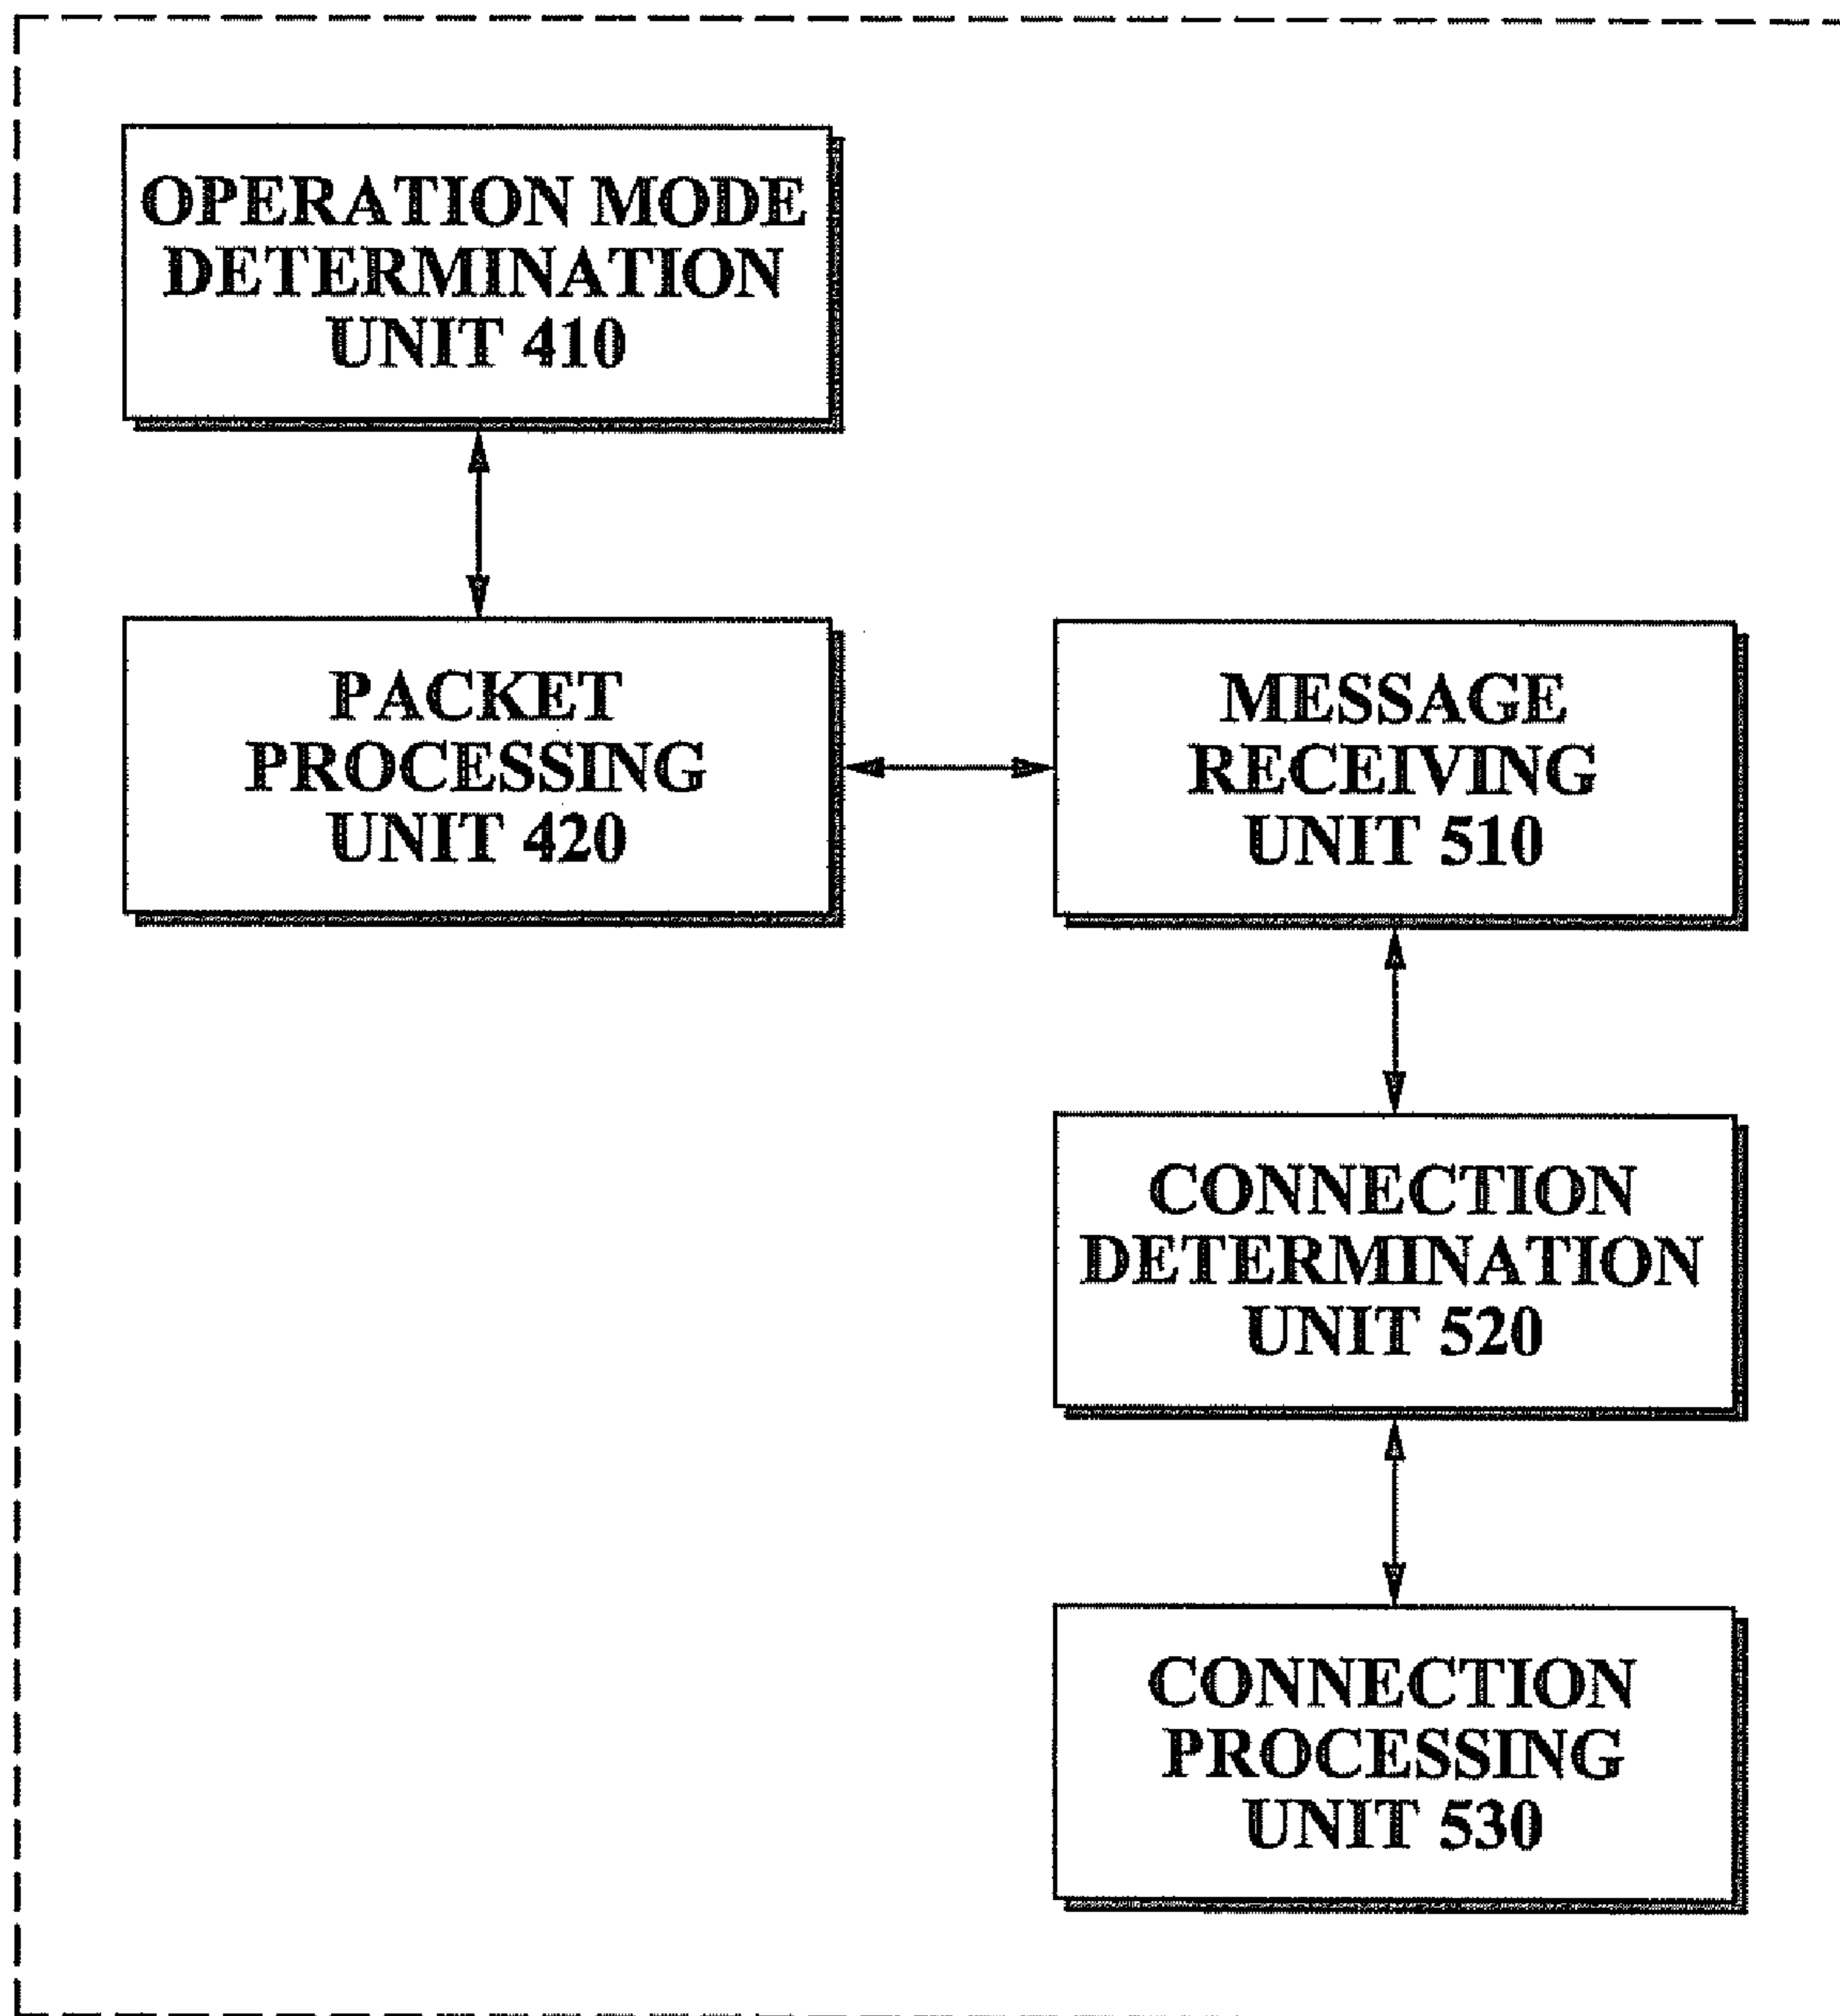 OPERATION MODE
DETERMINATION
UNIT 410
PACKET
PROCESSING
UNIT 420
MESSAGE
RECEIVING
UNIT 510
CONNECTION
DETERMINATION
UNIT 520
CONNECTION
PROCESSING
UNIT 530